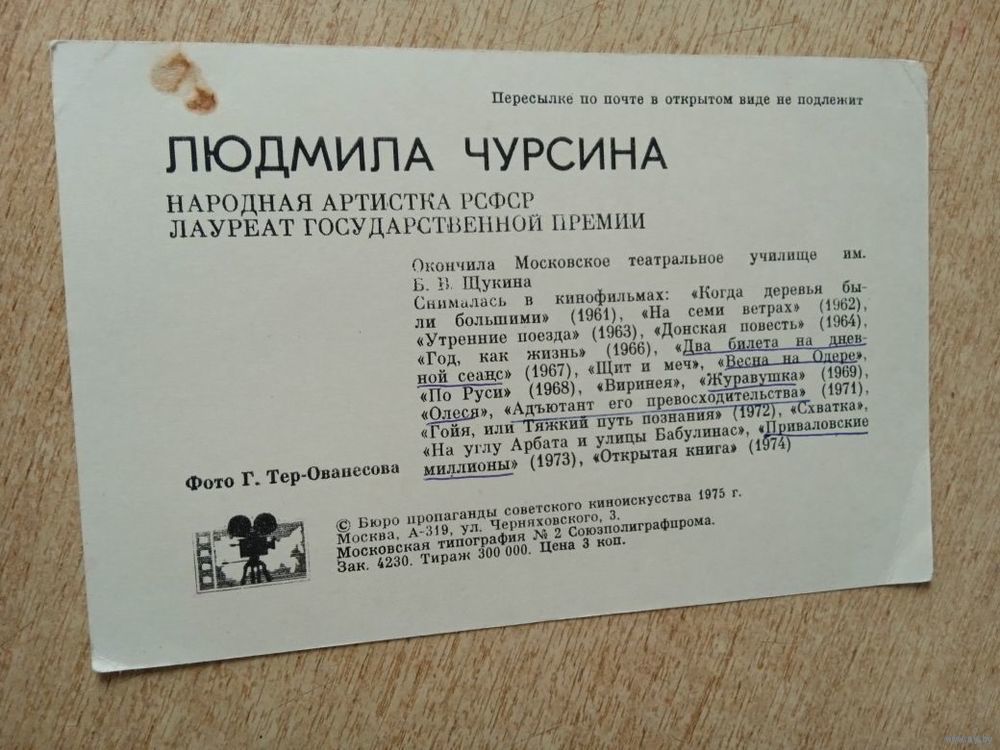 Пересылке по почте в открытом виде не подлежит
ЛЮДМИЛА ЧУРСИНА
НАРОДНАЯ АРТИСТКА РСФСР
ЛАУРЕАТ ГОСУДАРСТВЕННОЙ ПРЕМИИ
Окончила Московское театральное училище им.
Б. В. Щукина
Снималась в кинофильмах: «Когда деревья бы-
ли большими» (1961), «На семи ветрах» (1962),
«Утренние поезда» (1963), «Донская повесть» (1964),
«Год, как жизнь» (1966), «Два билета на днев-
ной сеанс» (1967), «Щит и меч», «Весна на Одере»,
«По Руси» (1968), «Виринея», «Журавушка» (1969),
«Олеся», «Адъютант его превосходительства» (1971),
«Гойя, или Тяжкий путь познания» (1972), «Схватка»,
«На углу Арбата и улицы Бабулинас», «Приваловские
миллионы» (1973), «Открытая книга» (1974)
Фото Г. Тер-Ованесова
© Бюро пропаганды советского киноискусства 1975 г.
Москва, А-319, ул. Черняховского, 3.
Московская типография № 2 Союзполиграфпрома.
Зак. 4230. Тираж 300 000. Цена 3 коп.